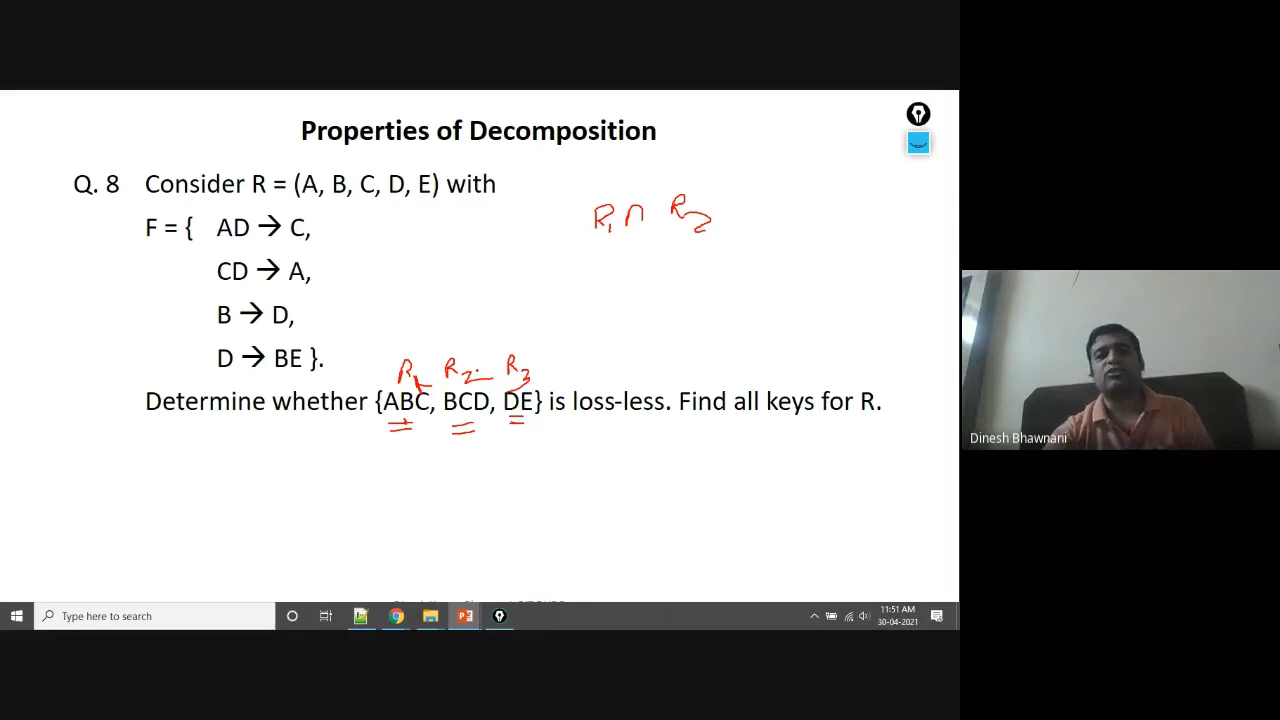 Properties of Decomposition
Q. 8 Consider R = (A, B, C, D, E) with
R1 ∩ R2
F = { AD → C,
CD → A,
B → D,
D → BE }.
R1 R2 R3
Determine whether {ABC, BCD, DE} is loss-less. Find all keys for R.
Dinesh Bhawnani
Type here to search
11:51 AM
30-04-2021